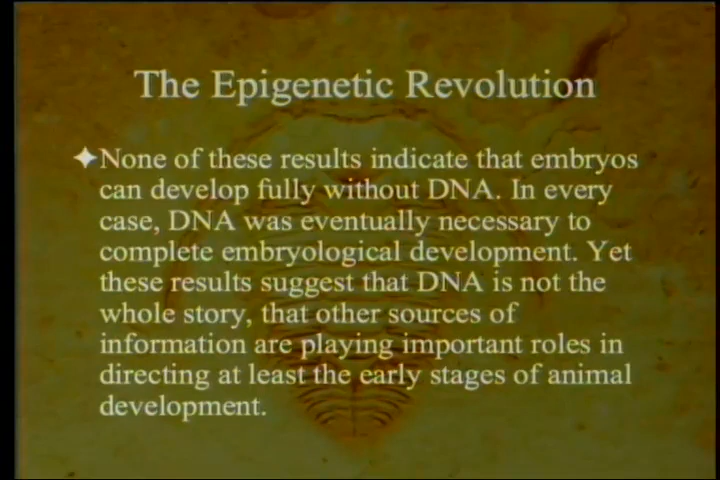 The Epigenetic Revolution
None of these results indicate that embryos
can develop fully without DNA. In every
case, DNA was eventually necessary to
complete embryological development. Yet
these results suggest that DNA is not the
whole story, that other sources of
information are playing important roles in
directing at least the early stages of animal
development.